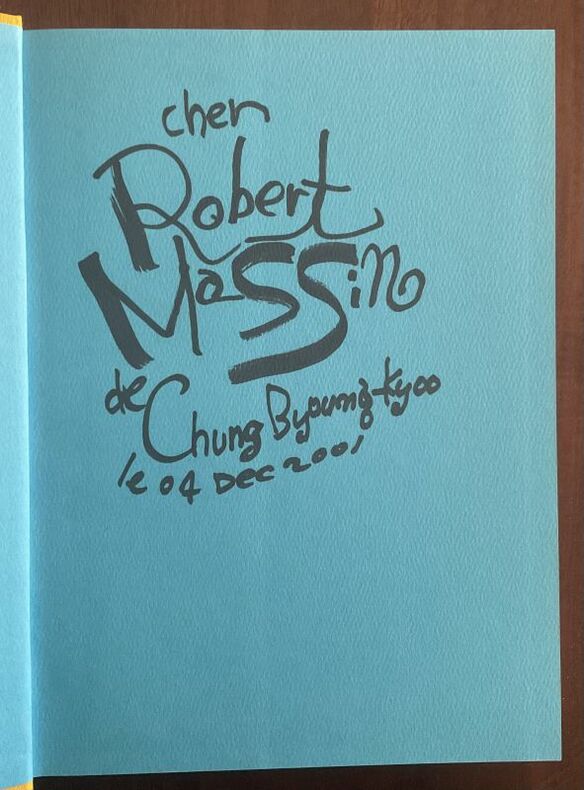 cher
Robert
Massin
de Chung Byoung-Kyoo
le 04 Dec 2001